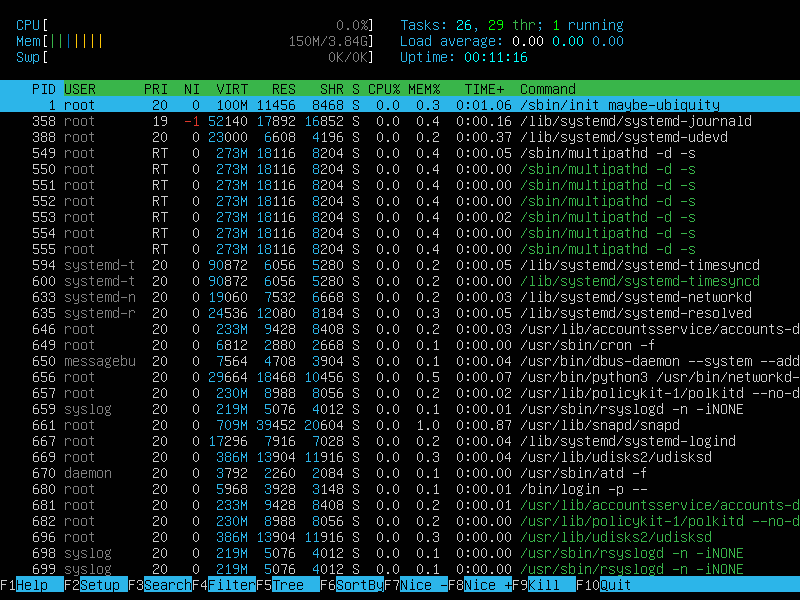 CPU[ 0.0%] Tasks: 26, 29 thr; 1 running
Mem[||||||| 150M/3.84G] Load average: 0.00 0.00 0.00
Swp[ 0K/0K] Uptime: 00:11:16
PID USER PRI NI VIRT RES SHR S CPU% MEM% TIME+ Command
1 root 20 0 100M 11456 8468 S 0.0 0.3 0:01.06 /sbin/init maybe-ubiquity
358 root 19 -1 52140 17892 16852 S 0.0 0.4 0:00.16 /lib/systemd/systemd-journald
388 root 20 0 23000 6608 4196 S 0.0 0.2 0:00.37 /lib/systemd/systemd-udevd
549 root RT 0 273M 18116 8204 S 0.0 0.4 0:00.05 /sbin/multipathd -d -s
550 root RT 0 273M 18116 8204 S 0.0 0.4 0:00.00 /sbin/multipathd -d -s
551 root RT 0 273M 18116 8204 S 0.0 0.4 0:00.00 /sbin/multipathd -d -s
552 root RT 0 273M 18116 8204 S 0.0 0.4 0:00.00 /sbin/multipathd -d -s
553 root RT 0 273M 18116 8204 S 0.0 0.4 0:00.02 /sbin/multipathd -d -s
554 root RT 0 273M 18116 8204 S 0.0 0.4 0:00.00 /sbin/multipathd -d -s
555 root RT 0 273M 18116 8204 S 0.0 0.4 0:00.00 /sbin/multipathd -d -s
594 systemd-t 20 0 90872 6056 5280 S 0.0 0.2 0:00.05 /lib/systemd/systemd-timesyncd
600 systemd-t 20 0 90872 6056 5280 S 0.0 0.2 0:00.00 /lib/systemd/systemd-timesyncd
633 systemd-n 20 0 19060 7532 6668 S 0.0 0.2 0:00.03 /lib/systemd/systemd-networkd
635 systemd-r 20 0 24536 12080 8184 S 0.0 0.3 0:00.05 /lib/systemd/systemd-resolved
646 root 20 0 233M 9428 8408 S 0.0 0.2 0:00.03 /usr/lib/accountsservice/accounts-d
649 root 20 0 6812 2880 2668 S 0.0 0.1 0:00.00 /usr/sbin/cron -f
650 messagebu 20 0 7564 4708 3904 S 0.0 0.1 0:00.04 /usr/bin/dbus-daemon --system --add
656 root 20 0 29664 18468 10456 S 0.0 0.5 0:00.07 /usr/bin/python3 /usr/bin/networkd-
657 root 20 0 230M 8988 8056 S 0.0 0.2 0:00.01 /usr/lib/policykit-1/polkitd --no-d
659 syslog 20 0 219M 5076 4012 S 0.0 0.1 0:00.01 /usr/sbin/rsyslogd -n -iNONE
661 root 20 0 709M 39452 20604 S 0.0 1.0 0:00.87 /usr/lib/snapd/snapd
667 root 20 0 17296 7916 7028 S 0.0 0.2 0:00.04 /lib/systemd/systemd-logind
669 root 20 0 386M 13904 11916 S 0.0 0.3 0:00.04 /usr/lib/udisks2/udisksd
670 daemon 20 0 3792 2260 2084 S 0.0 0.1 0:00.00 /usr/sbin/atd -f
680 root 20 0 5968 3928 3148 S 0.0 0.1 0:00.01 /bin/login -p --
681 root 20 0 233M 9428 8408 S 0.0 0.2 0:00.01 /usr/lib/accountsservice/accounts-d
682 root 20 0 230M 8988 8056 S 0.0 0.2 0:00.00 /usr/lib/policykit-1/polkitd --no-d
696 root 20 0 386M 13904 11916 S 0.0 0.3 0:00.00 /usr/lib/udisks2/udisksd
698 syslog 20 0 219M 5076 4012 S 0.0 0.1 0:00.00 /usr/sbin/rsyslogd -n -iNONE
699 syslog 20 0 219M 5076 4012 S 0.0 0.1 0:00.00 /usr/sbin/rsyslogd -n -iNONE
F1Help F2Setup F3SearchF4FilterF5Tree F6SortByF7Nice -F8Nice +F9Kill F10Quit